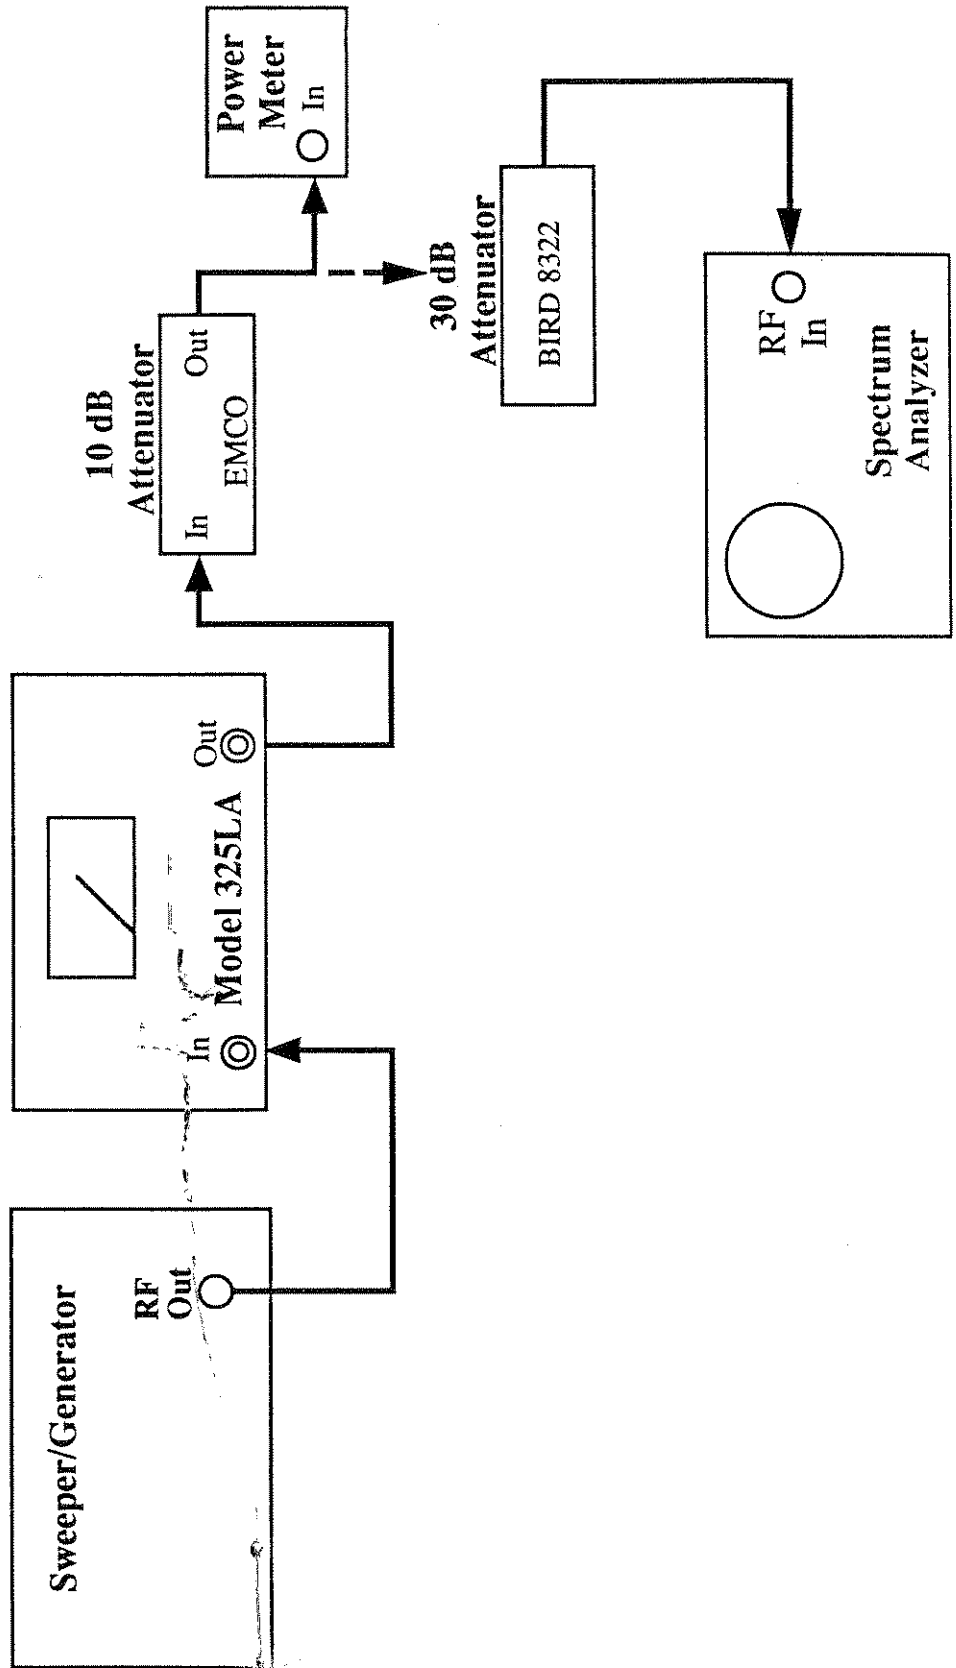 Sweeper/Generator
RF
Out
In
Model 325LA
Out
10 dB
Attenuator
In
Out
EMCO
Power
Meter
In
30 dB
Attenuator
BIRD 8322
RF
In
Spectrum
Analyzer